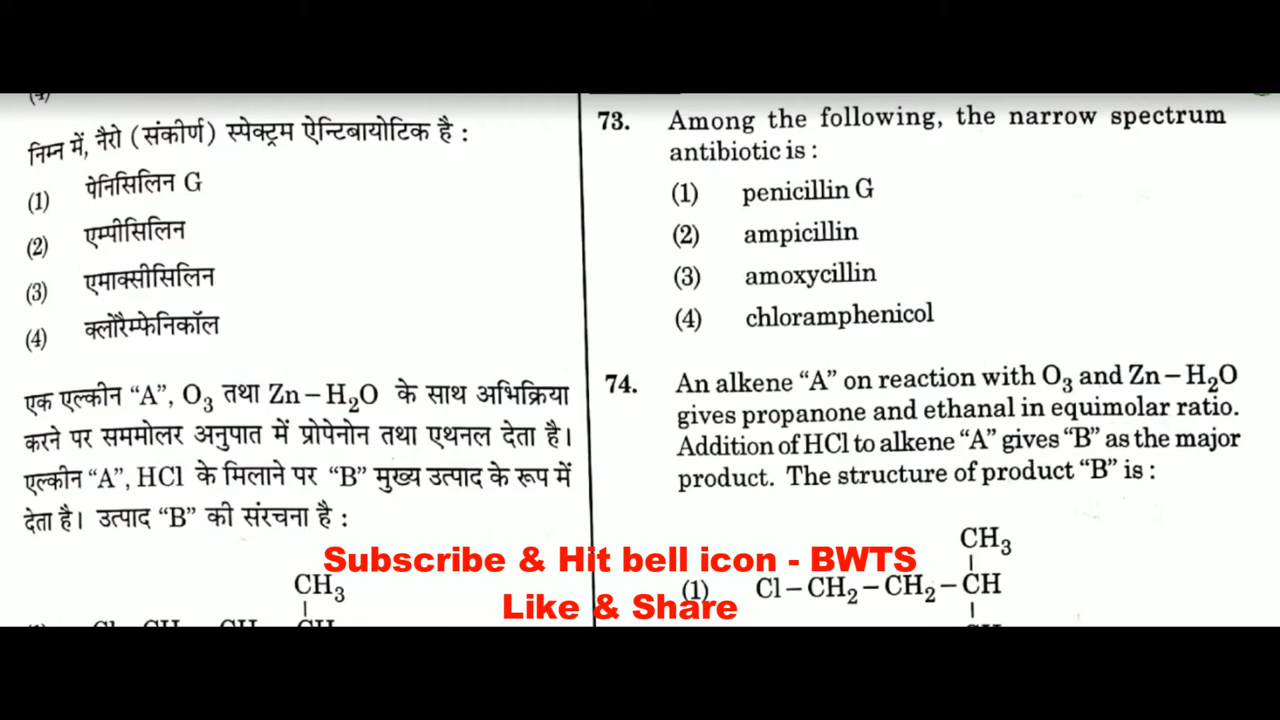 (4)
निम्न में, नैरो (संकीर्ण) स्पेक्ट्रम ऐन्टिबायोटिक है :
(1) पेनिसिलिन G
(2) एम्पीसिलिन
(3) एमाक्सीसिलिन
(4) क्लोरैम्फेनिकॉल
एक एल्कीन “A”, O₃ तथा Zn – H₂O के साथ अभिक्रिया
करने पर सममोलर अनुपात में प्रोपेनोन तथा एथनल देता है।
एल्कीन “A”, HCl के मिलाने पर “B” मुख्य उत्पाद के रूप में
देता है। उत्पाद “B” की संरचना है :
CH₃
73. Among the following, the narrow spectrum
antibiotic is :
(1) penicillin G
(2) ampicillin
(3) amoxycillin
(4) chloramphenicol
74. An alkene “A” on reaction with O₃ and Zn – H₂O
gives propanone and ethanal in equimolar ratio.
Addition of HCl to alkene “A” gives “B” as the major
product. The structure of product “B” is :
CH₃
(1) Cl – CH₂ – CH₂ – CH
Subscribe & Hit bell icon - BWTS
Like & Share